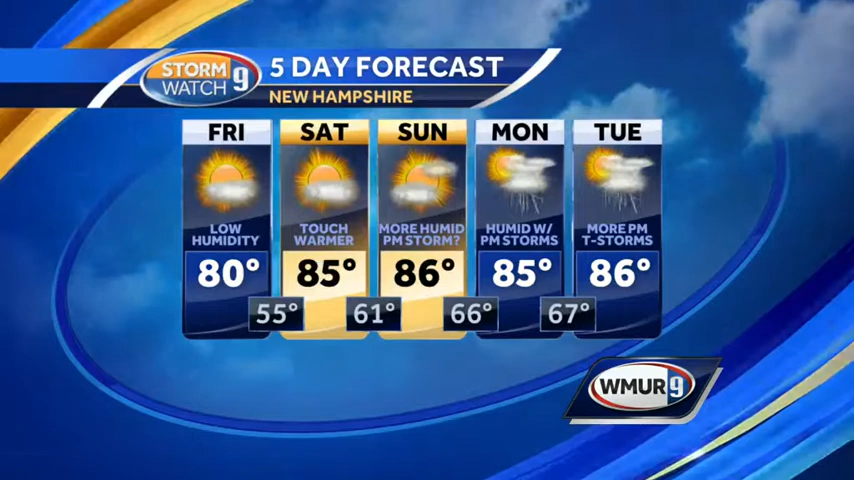 STORM
WATCH 9
5 DAY FORECAST
NEW HAMPSHIRE
FRI
LOW
HUMIDITY
80°
SAT
TOUCH
WARMER
85°
SUN
MORE HUMID
PM STORM?
86°
MON
HUMID W/
PM STORMS
85°
TUE
MORE PM
T-STORMS
86°
55°
61°
66°
67°
WMUR 9